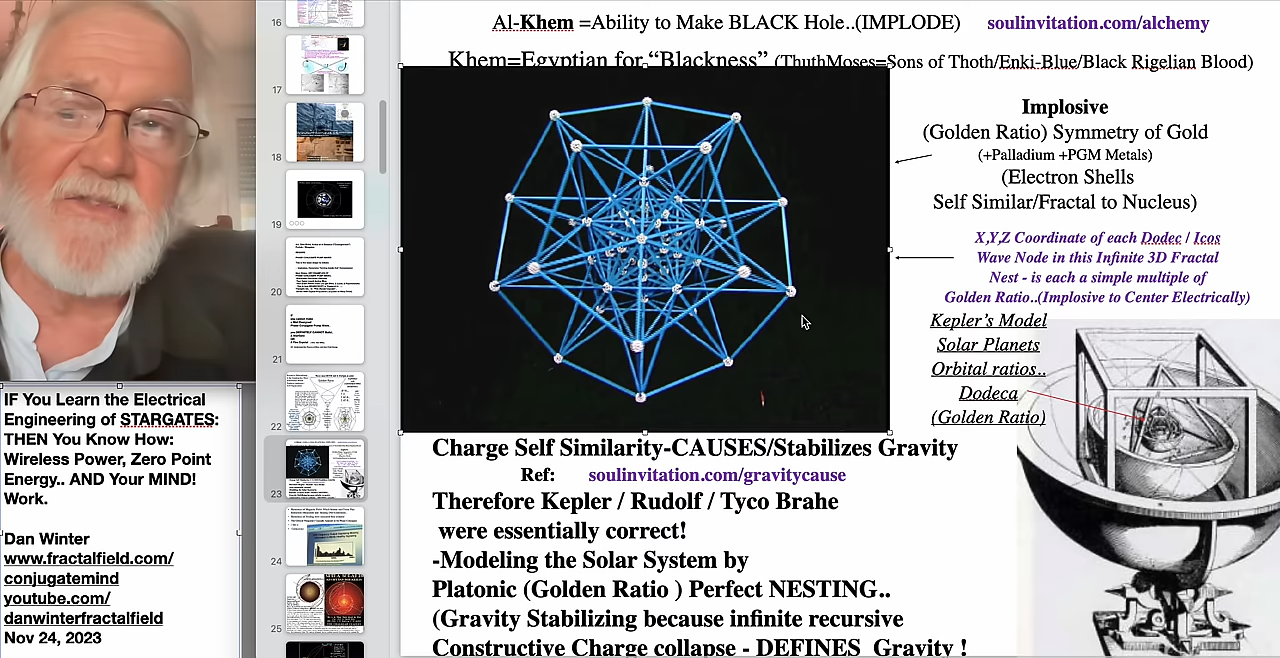 Al-Khem =Ability to Make BLACK Hole..(IMPLODE)
soulinvitation.com/alchemy
Khem=Egyptian for “Blackness” (ThuthMoses=Sons of Thoth/Enki-Blue/Black Rigelian Blood)
Implosive
(Golden Ratio) Symmetry of Gold
(+Palladium +PGM Metals)
(Electron Shells
Self Similar/Fractal to Nucleus)
X,Y,Z Coordinate of each Dodec / Icos
Wave Node in this Infinite 3D Fractal
Nest - is each a simple multiple of
Golden Ratio..(Implosive to Center Electrically)
Kepler’s Model
Solar Planets
Orbital ratios..
Dodeca
(Golden Ratio)
Charge Self Similarity-CAUSES/Stabilizes Gravity
Ref: soulinvitation.com/gravitycause
Therefore Kepler / Rudolf / Tyco Brahe
were essentially correct!
-Modeling the Solar System by
Platonic (Golden Ratio ) Perfect NESTING..
(Gravity Stabilizing because infinite recursive
Constructive Charge collapse - DEFINES Gravity !
16
17
18
19
20
21
22
23
24
25
IF You Learn the Electrical
Engineering of STARGATES:
THEN You Know How:
Wireless Power, Zero Point
Energy.. AND Your MIND!
Work.
Dan Winter
www.fractalfield.com/
conjugatemind
youtube.com/
danwinterfractalfield
Nov 24, 2023